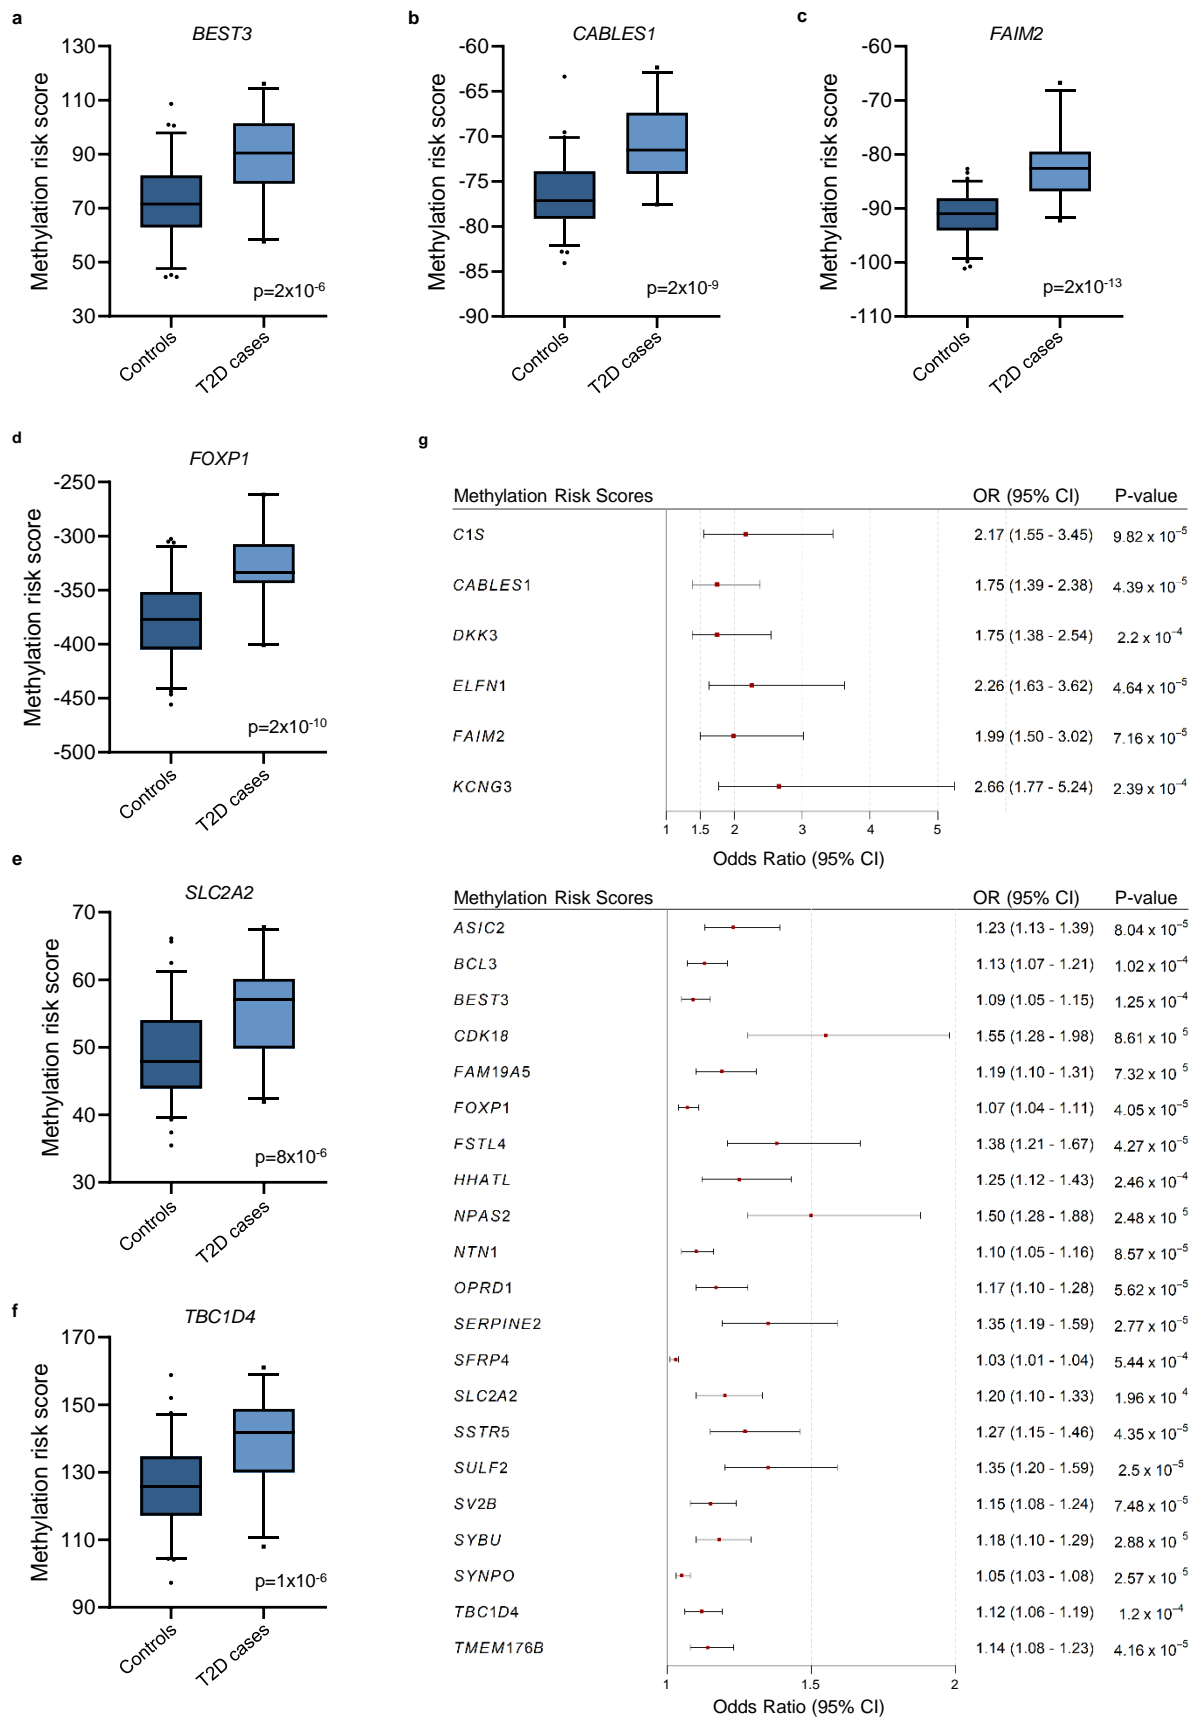 a
BEST3
Methylation risk score
130
110
90
70
50
30
p=2x10-6
Controls
T2D cases
b
CABLES1
Methylation risk score
-60
-65
-70
-75
-80
-85
-90
p=2x10-9
Controls
T2D cases
c
FAIM2
Methylation risk score
-60
-70
-80
-90
-100
-110
p=2x10-13
Controls
T2D cases
d
FOXP1
Methylation risk score
-250
-300
-350
-400
-450
-500
p=2x10-10
Controls
T2D cases
e
SLC2A2
Methylation risk score
70
60
50
40
30
p=8x10-6
Controls
T2D cases
f
TBC1D4
Methylation risk score
170
150
130
110
90
p=1x10-6
Controls
T2D cases
g
Methylation Risk Scores OR (95% CI) P-value
C1S 2.17 (1.55 - 3.45) 9.82 x 10−5
CABLES1 1.75 (1.39 - 2.38) 4.39 x 10−5
DKK3 1.75 (1.38 - 2.54) 2.2 x 10−4
ELFN1 2.26 (1.63 - 3.62) 4.64 x 10−5
FAIM2 1.99 (1.50 - 3.02) 7.16 x 10−5
KCNG3 2.66 (1.77 - 5.24) 2.39 x 10−4
1 1.5 2 3 4 5
Odds Ratio (95% CI)
Methylation Risk Scores OR (95% CI) P-value
ASIC2 1.23 (1.13 - 1.39) 8.04 x 10−5
BCL3 1.13 (1.07 - 1.21) 1.02 x 10−4
BEST3 1.09 (1.05 - 1.15) 1.25 x 10−4
CDK18 1.55 (1.28 - 1.98) 8.61 x 10 5
FAM19A5 1.19 (1.10 - 1.31) 7.32 x 10 5
FOXP1 1.07 (1.04 - 1.11) 4.05 x 10−5
FSTL4 1.38 (1.21 - 1.67) 4.27 x 10−5
HHATL 1.25 (1.12 - 1.43) 2.46 x 10−4
NPAS2 1.50 (1.28 - 1.88) 2.48 x 10 5
NTN1 1.10 (1.05 - 1.16) 8.57 x 10−5
OPRD1 1.17 (1.10 - 1.28) 5.62 x 10−5
SERPINE2 1.35 (1.19 - 1.59) 2.77 x 10−5
SFRP4 1.03 (1.01 - 1.04) 5.44 x 10−4
SLC2A2 1.20 (1.10 - 1.33) 1.96 x 10 4
SSTR5 1.27 (1.15 - 1.46) 4.35 x 10−5
SULF2 1.35 (1.20 - 1.59) 2.5 x 10−5
SV2B 1.15 (1.08 - 1.24) 7.48 x 10−5
SYBU 1.18 (1.10 - 1.29) 2.88 x 10 5
SYNPO 1.05 (1.03 - 1.08) 2.57 x 10 5
TBC1D4 1.12 (1.06 - 1.19) 1.2 x 10−4
TMEM176B 1.14 (1.08 - 1.23) 4.16 x 10−5
1 1.5 2
Odds Ratio (95% CI)